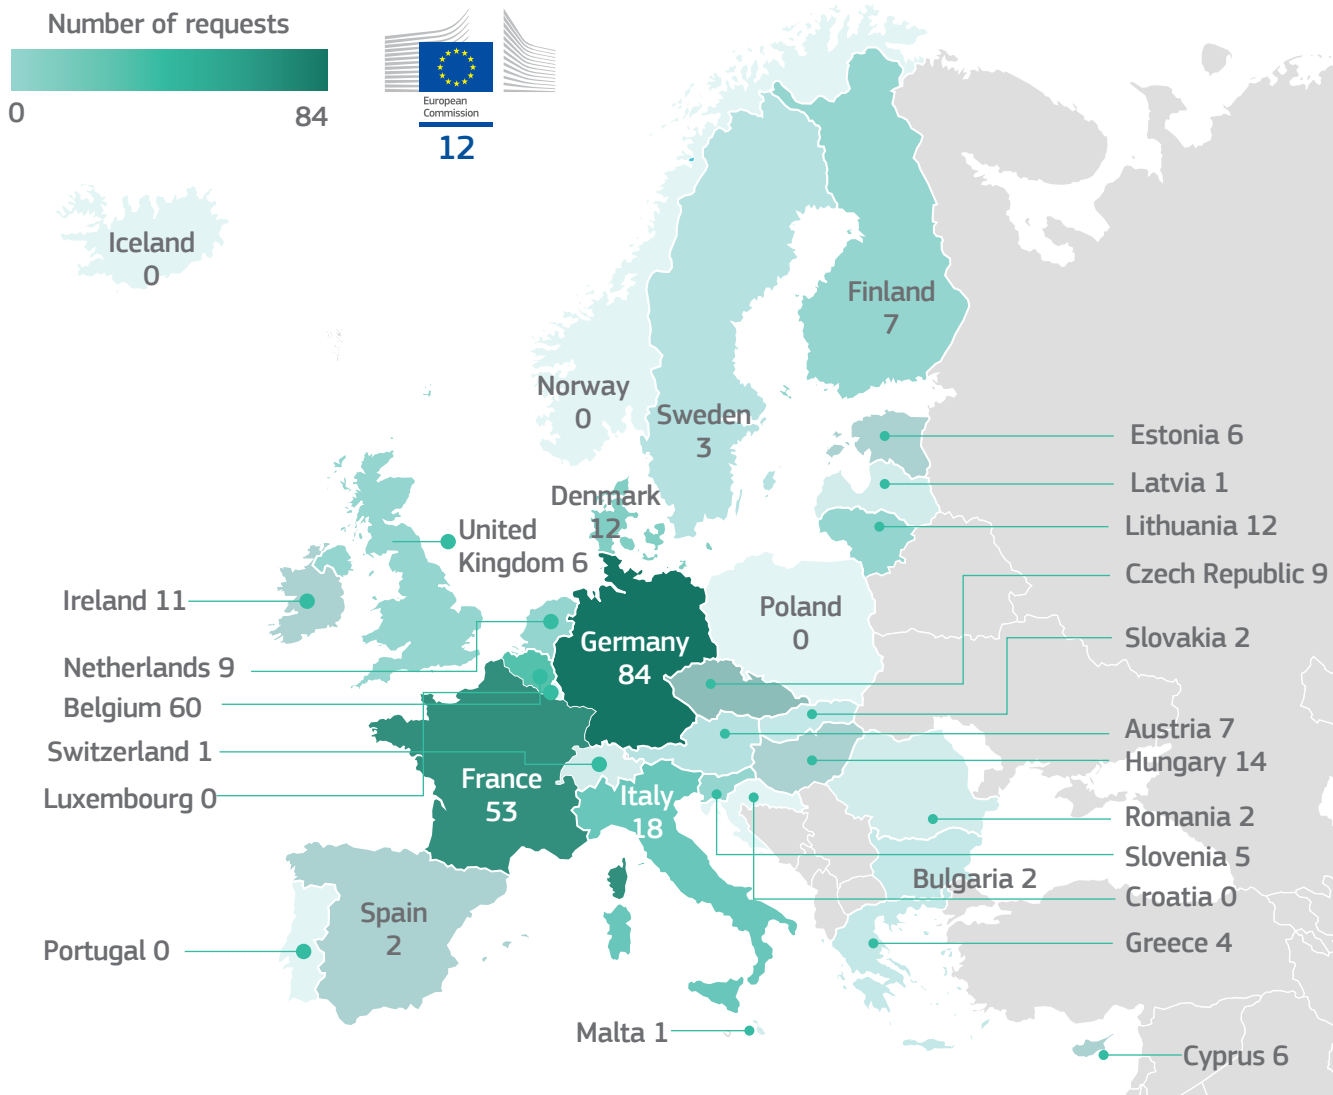 Number of requests
0
84
European
Commission
12
Iceland
0
Finland
7
Norway
0
Sweden
3
Estonia 6
Latvia 1
Denmark
12
Lithuania 12
United
Kingdom 6
Czech Republic 9
Ireland 11
Poland
0
Germany
84
Slovakia 2
Netherlands 9
Belgium 60
Austria 7
Switzerland 1
Hungary 14
Luxembourg 0
France
53
Italy
18
Romania 2
Slovenia 5
Bulgaria 2
Croatia 0
Spain
2
Greece 4
Portugal 0
Malta 1
Cyprus 6